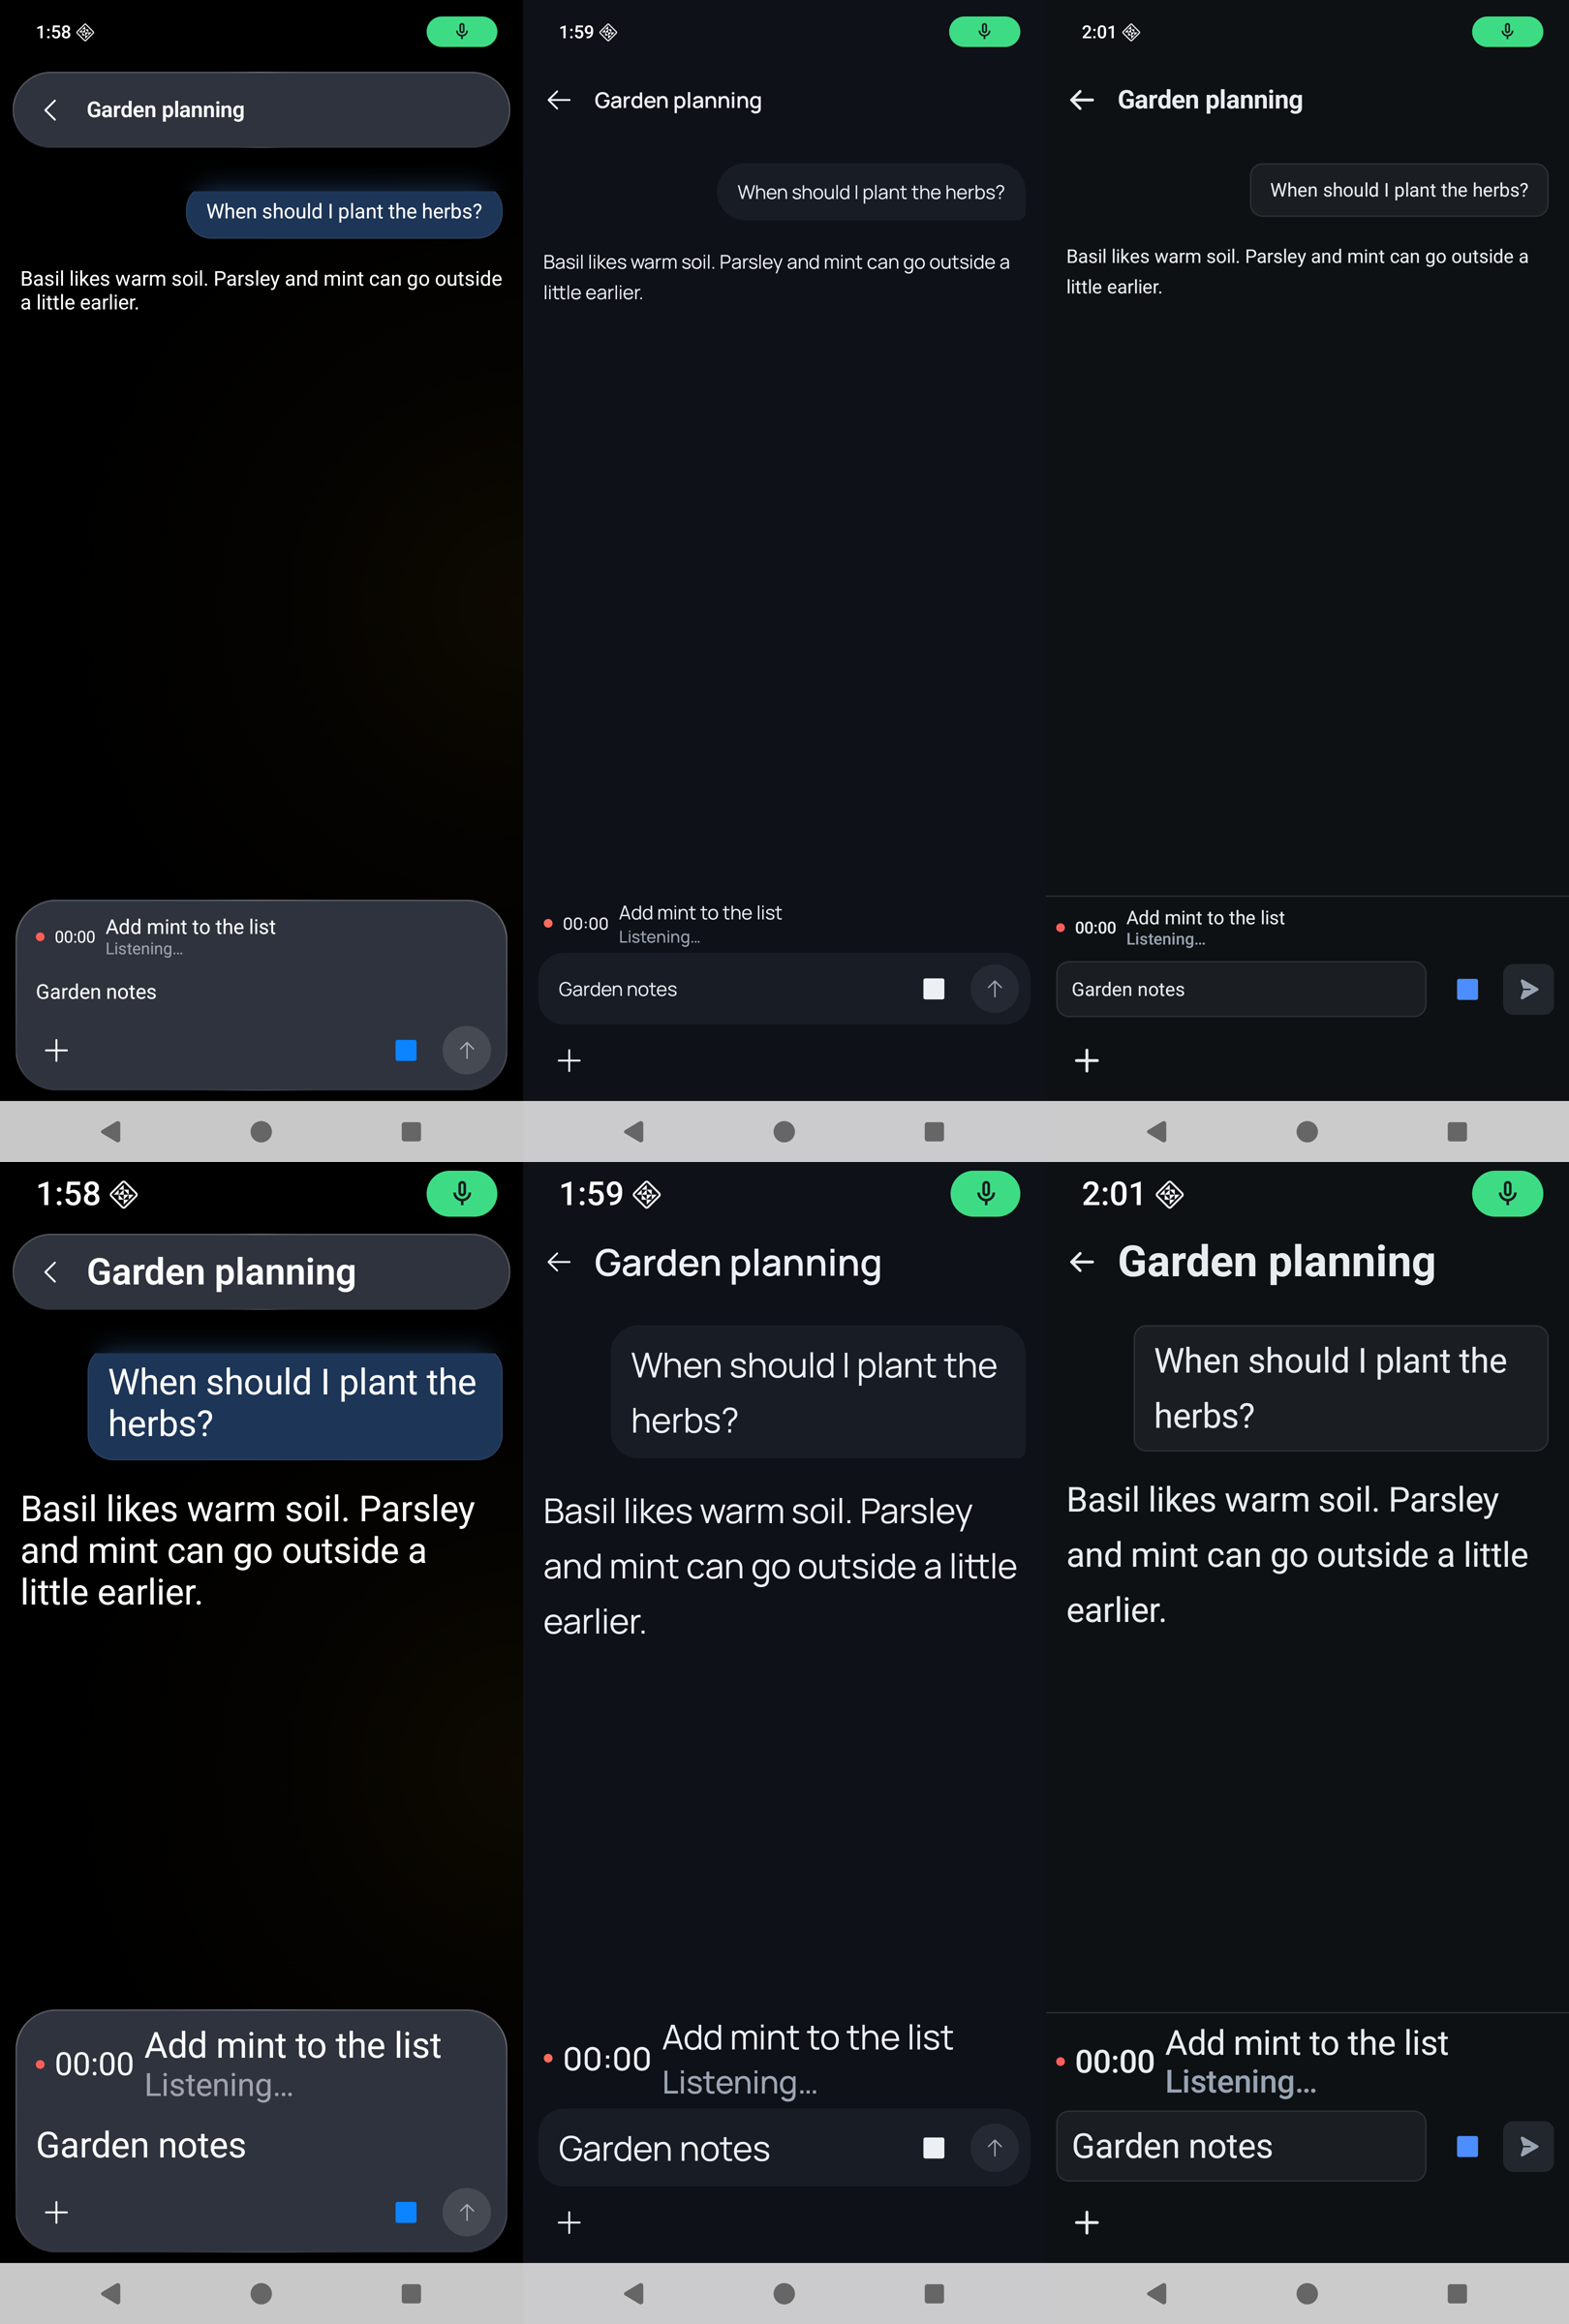 1:58
Garden planning
When should I plant the herbs?
Basil likes warm soil. Parsley and mint can go outside
a little earlier.
00:00
Add mint to the list
Listening...
Garden notes
1:59
Garden planning
When should I plant the herbs?
Basil likes warm soil. Parsley and mint can go outside a
little earlier.
00:00
Add mint to the list
Listening...
Garden notes
2:01
Garden planning
When should I plant the herbs?
Basil likes warm soil. Parsley and mint can go outside a
little earlier.
00:00
Add mint to the list
Listening...
Garden notes
1:58
Garden planning
When should I plant the
herbs?
Basil likes warm soil. Parsley
and mint can go outside a
little earlier.
00:00
Add mint to the list
Listening...
Garden notes
1:59
Garden planning
When should I plant the
herbs?
Basil likes warm soil. Parsley
and mint can go outside a little
earlier.
00:00
Add mint to the list
Listening...
Garden notes
2:01
Garden planning
When should I plant the
herbs?
Basil likes warm soil. Parsley
and mint can go outside a little
earlier.
00:00
Add mint to the list
Listening...
Garden notes